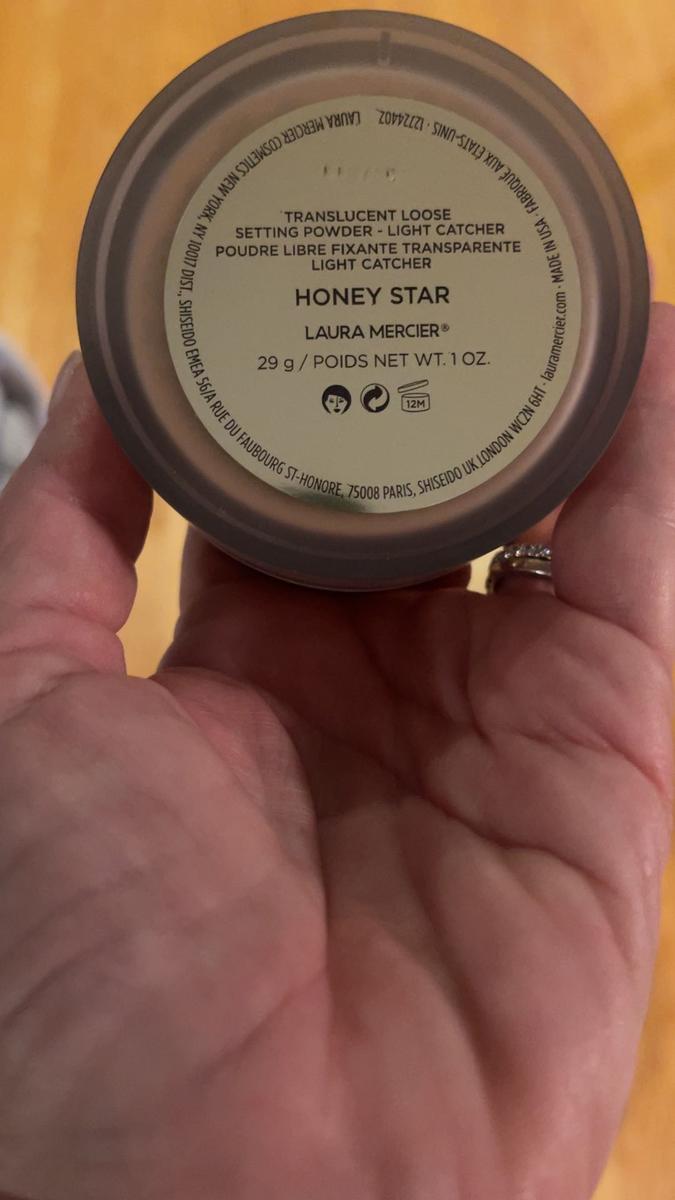 TRANSLUCENT LOOSE
SETTING POWDER - LIGHT CATCHER
POUDRE LIBRE FIXANTE TRANSPARENTE
LIGHT CATCHER
HONEY STAR
LAURA MERCIER®
29 g / POIDS NET WT. 1 OZ.
12M
LAURA MERCIER COSMETICS NEW YORK, NY 10017 DIST., SHISEIDO EMEA 56/A RUE DU FAUBOURG ST-HONORE, 75008 PARIS, SHISEIDO UK LONDON WC2N 6HT · lauramercier.com · MADE IN USA · FABRIQUÉ AUX ÉTATS-UNIS · 12724402